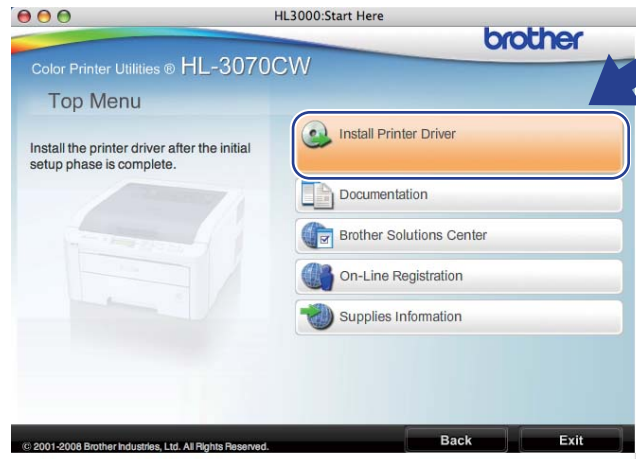 HL3000:Start Here
brother
Color Printer Utilities ® HL-3070CW
Top Menu
Install the printer driver after the initial
setup phase is complete.
Install Printer Driver
Documentation
Brother Solutions Center
On-Line Registration
Supplies Information
© 2001-2008 Brother Industries, Ltd. All Rights Reserved.
Back
Exit